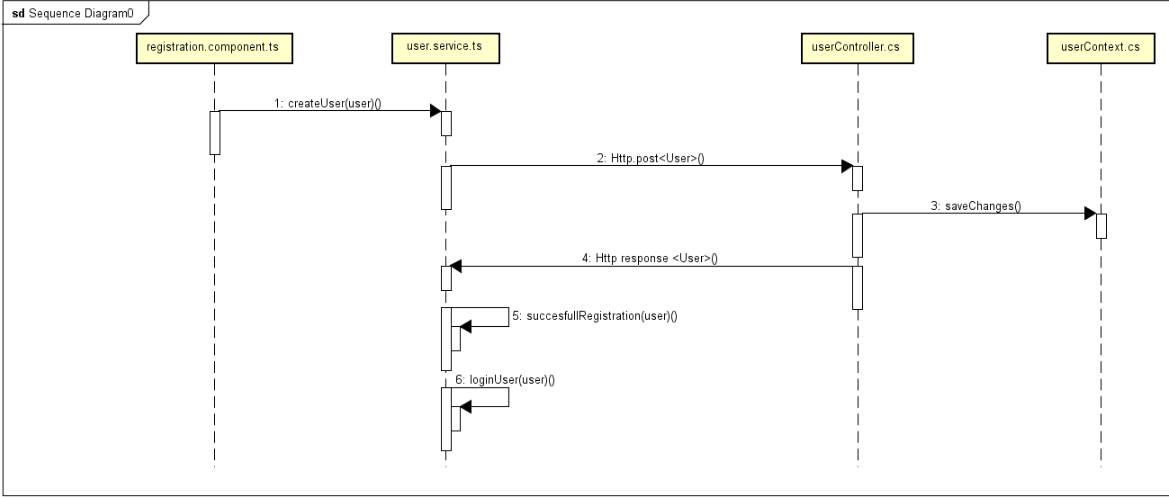 sd Sequence Diagram0
registration.component.ts
user.service.ts
userController.cs
userContext.cs
1: createUser(user)()
2: Http.post<User>()
3: saveChanges()
4: Http response <User>()
5: succesfullRegistration(user)()
6: loginUser(user)()